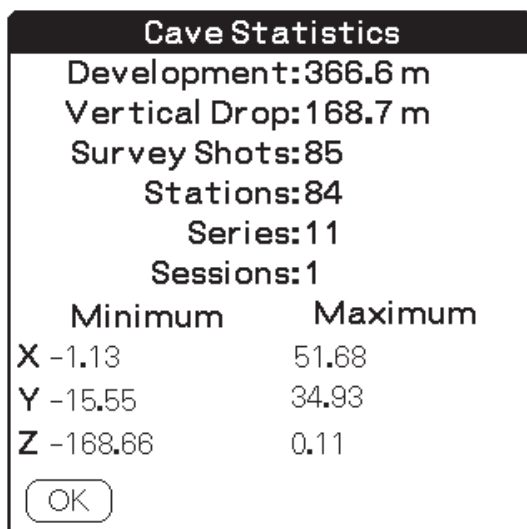 Cave Statistics
Development: 366.6 m
Vertical Drop: 168.7 m
Survey Shots: 85
Stations: 84
Series: 11
Sessions: 1
Minimum Maximum
X -1.13 51.68
Y -15.55 34.93
Z -168.66 0.11
OK